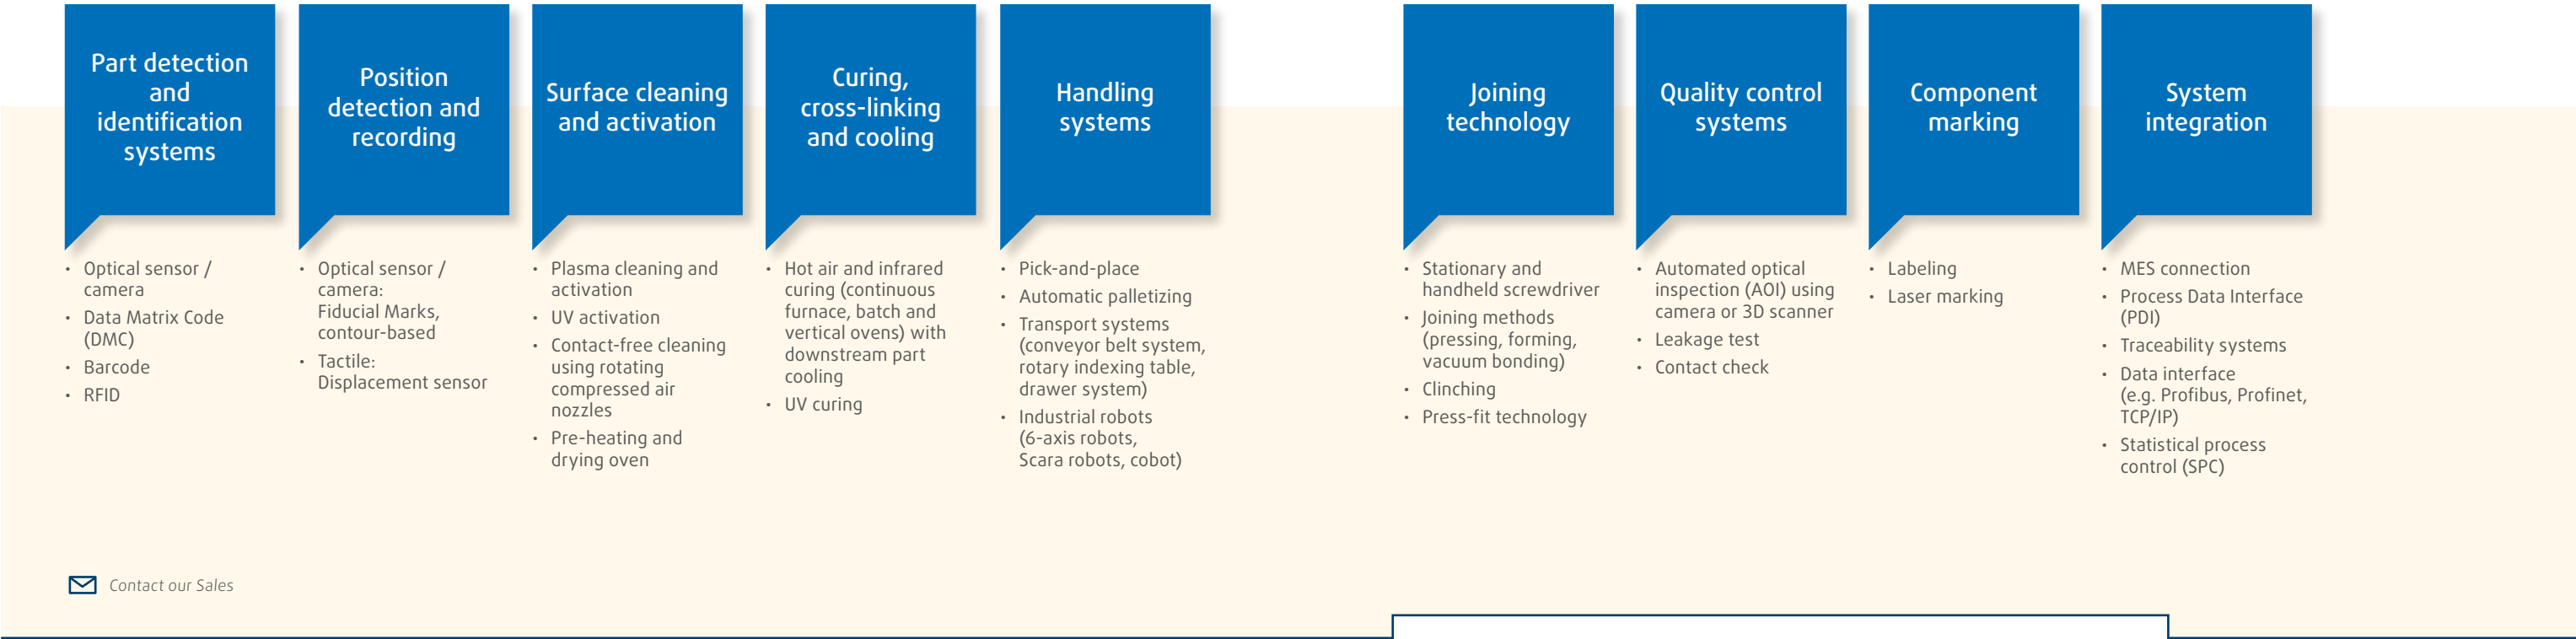 Part detection
and
identification
systems
• Optical sensor /
camera
• Data Matrix Code
(DMC)
• Barcode
• RFID
Position
detection and
recording
• Optical sensor /
camera:
Fiducial Marks,
contour-based
• Tactile:
Displacement sensor
Surface cleaning
and activation
• Plasma cleaning and
activation
• UV activation
• Contact-free cleaning
using rotating
compressed air
nozzles
• Pre-heating and
drying oven
Curing,
cross-linking
and cooling
• Hot air and infrared
curing (continuous
furnace, batch and
vertical ovens) with
downstream part
cooling
• UV curing
Handling
systems
• Pick-and-place
• Automatic palletizing
• Transport systems
(conveyor belt system,
rotary indexing table,
drawer system)
• Industrial robots
(6-axis robots,
Scara robots, cobot)
Joining
technology
• Stationary and
handheld screwdriver
• Joining methods
(pressing, forming,
vacuum bonding)
• Clinching
• Press-fit technology
Quality control
systems
• Automated optical
inspection (AOI) using
camera or 3D scanner
• Leakage test
• Contact check
Component
marking
• Labeling
• Laser marking
System
integration
• MES connection
• Process Data Interface
(PDI)
• Traceability systems
• Data interface
(e.g. Profibus, Profinet,
TCP/IP)
• Statistical process
control (SPC)
Contact our Sales